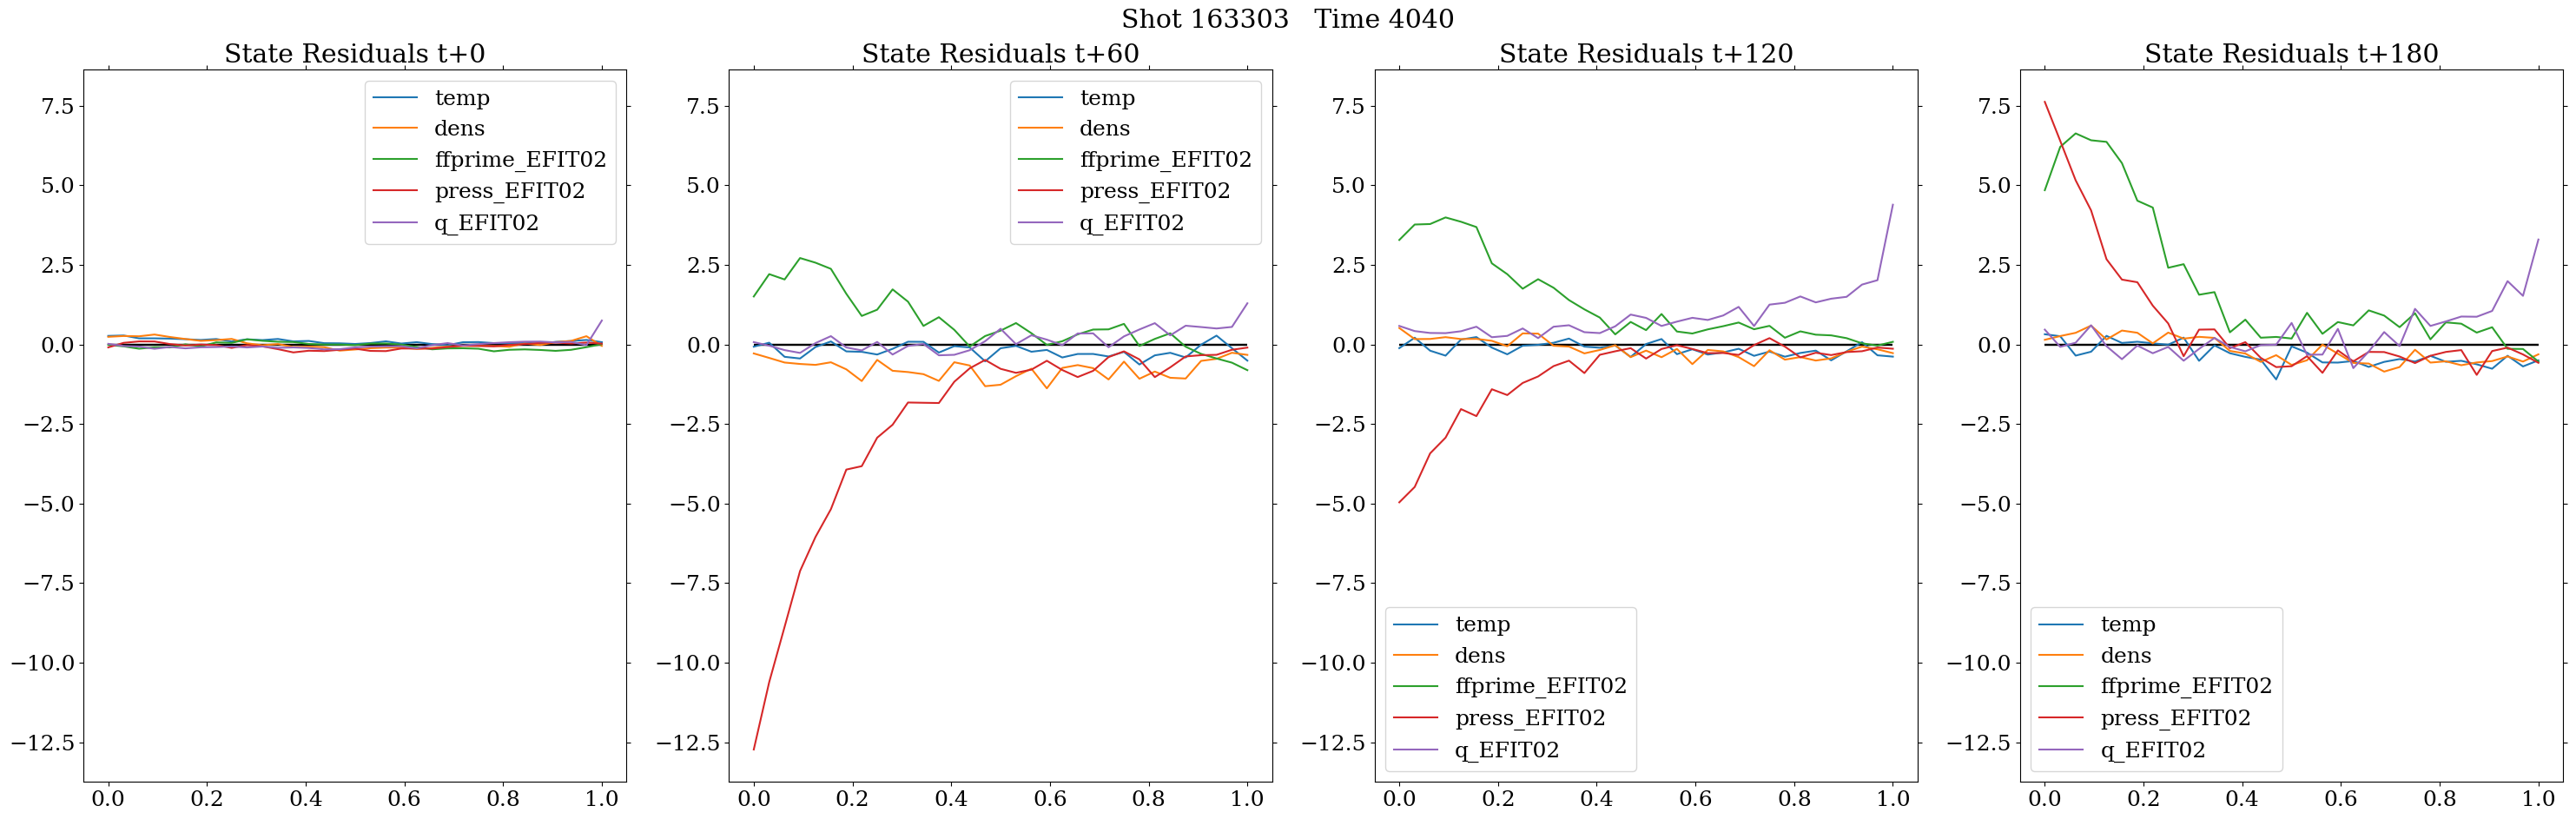 Shot 163303   Time 4040
State Residuals t+0
7.5
5.0
2.5
0.0
−2.5
−5.0
−7.5
−10.0
−12.5
0.0 0.2 0.4 0.6 0.8 1.0
temp
dens
ffprime_EFIT02
press_EFIT02
q_EFIT02
State Residuals t+60
7.5
5.0
2.5
0.0
−2.5
−5.0
−7.5
−10.0
−12.5
0.0 0.2 0.4 0.6 0.8 1.0
temp
dens
ffprime_EFIT02
press_EFIT02
q_EFIT02
State Residuals t+120
7.5
5.0
2.5
0.0
−2.5
−5.0
−7.5
−10.0
−12.5
0.0 0.2 0.4 0.6 0.8 1.0
temp
dens
ffprime_EFIT02
press_EFIT02
q_EFIT02
State Residuals t+180
7.5
5.0
2.5
0.0
−2.5
−5.0
−7.5
−10.0
−12.5
0.0 0.2 0.4 0.6 0.8 1.0
temp
dens
ffprime_EFIT02
press_EFIT02
q_EFIT02